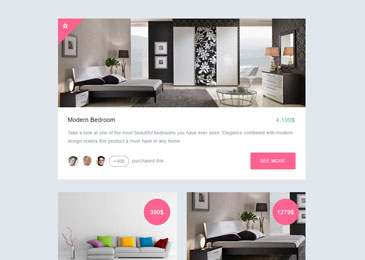 Modern Bedroom
4.199$
Take a look at one of the most beautiful bedrooms you have ever seen. Elegance combined with modern
design makes this product a must have in any home.
+408
purchased this
SEE MORE
399$
1279$